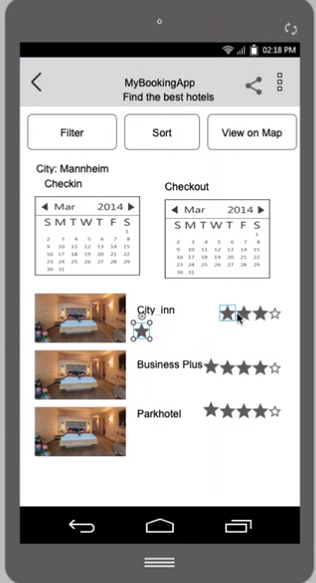 02:18 PM
MyBookingApp
Find the best hotels
Filter Sort View on Map
City: Mannheim
Checkin Checkout
Mar 2014 Mar 2014
S M T W T F S S M T W T F S
1 1
2 3 4 5 6 7 8 2 3 4 5 6 7 8
9 10 11 12 13 14 15 9 10 11 12 13 14 15
16 17 18 19 20 21 22 16 17 18 19 20 21 22
23 24 25 26 27 28 29 23 24 25 26 27 28 29
30 31 30 31
City_inn
Business Plus
Parkhotel